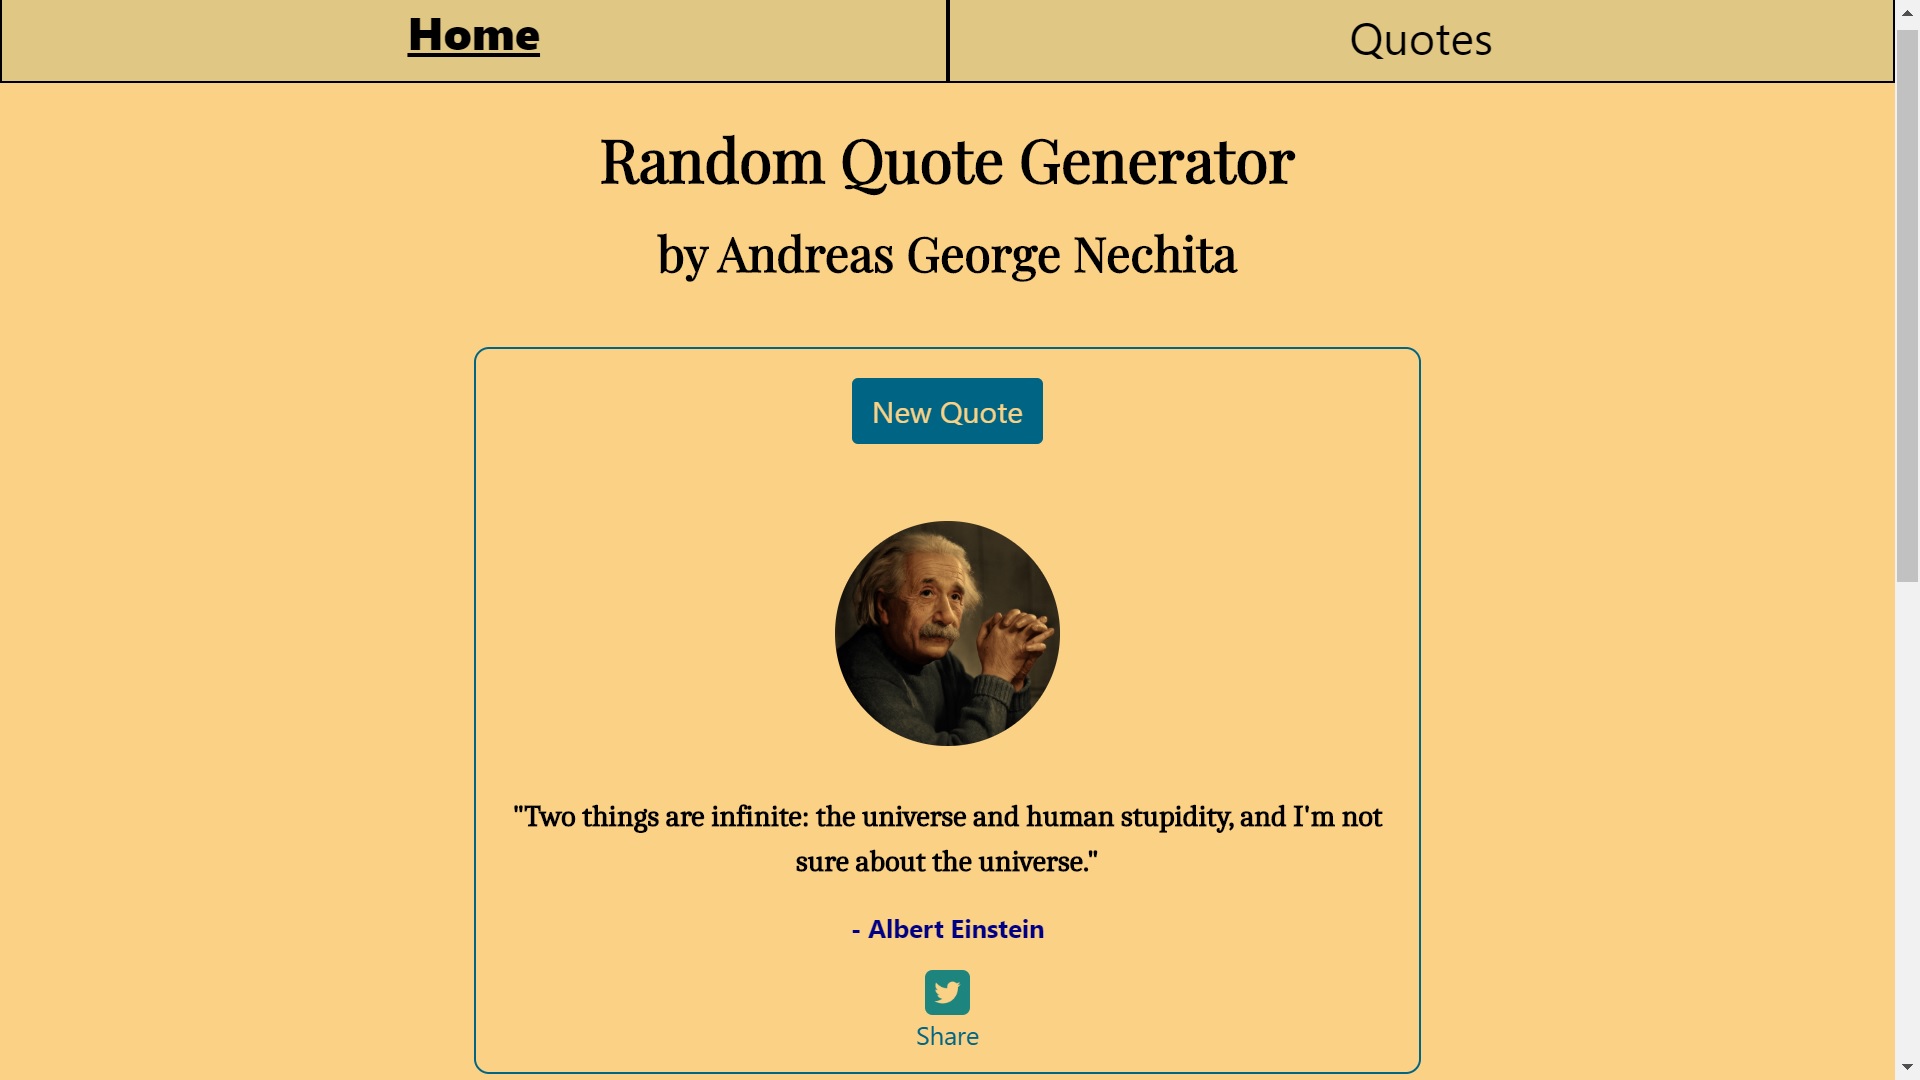 Home
Quotes
Random Quote Generator
by Andreas George Nechita
New Quote
"Two things are infinite: the universe and human stupidity, and I'm not
sure about the universe."
- Albert Einstein
Share